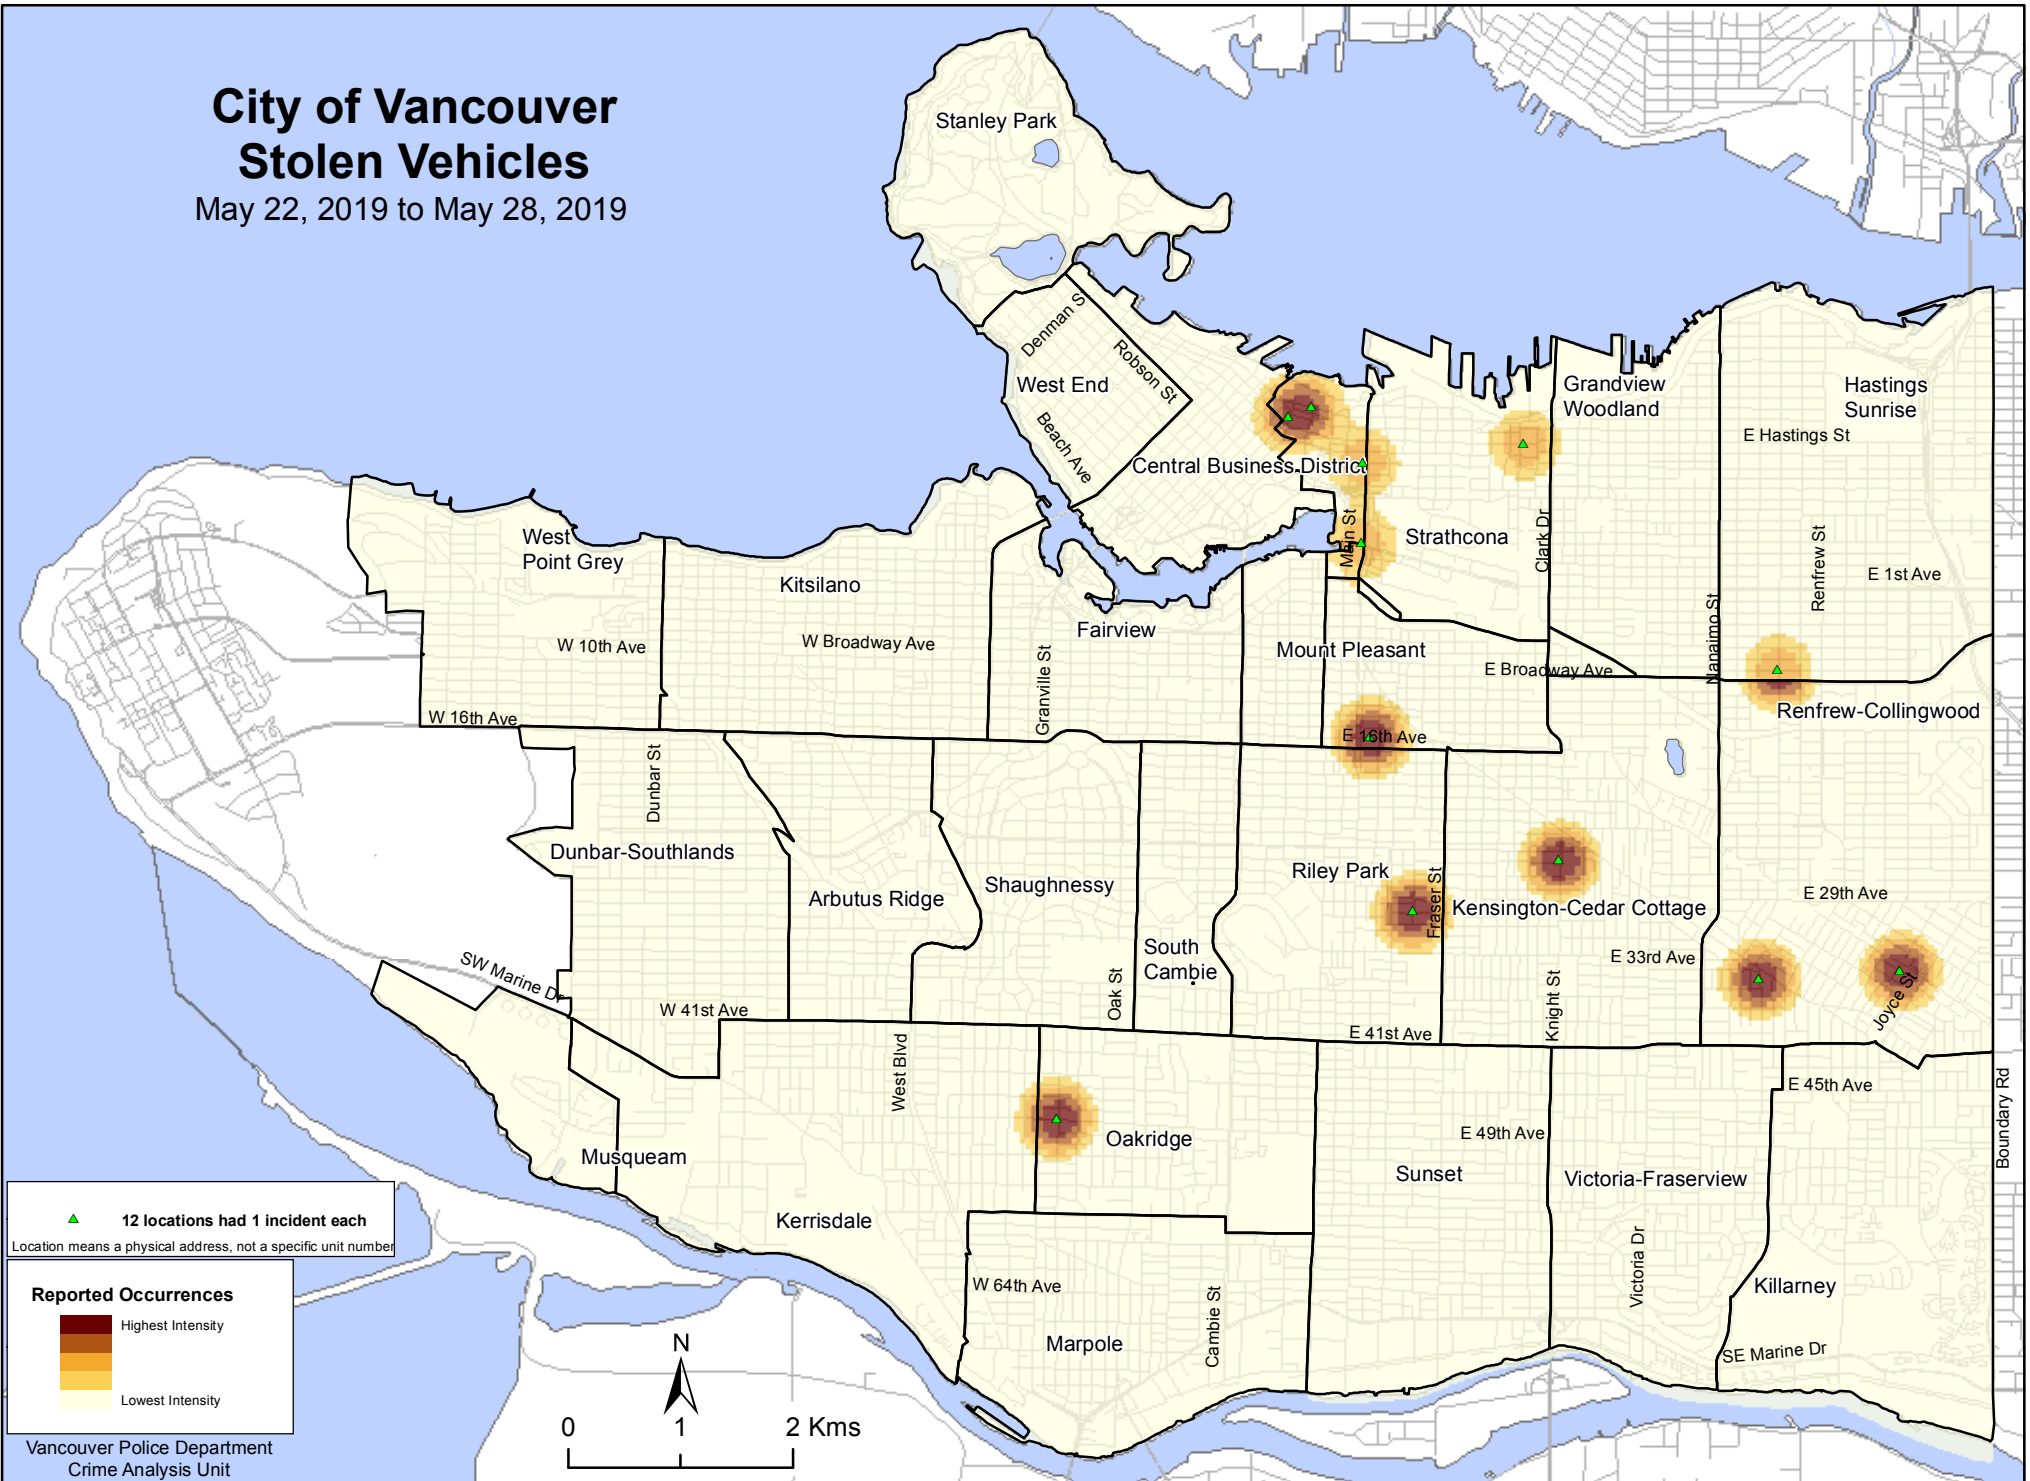 City of Vancouver
Stolen Vehicles
May 22, 2019 to May 28, 2019
Stanley Park
Denman S
Robson St
West End
Beach Ave
Central Business District
Grandview
Woodland
Hastings
Sunrise
E Hastings St
Main St
Strathcona
Clark Dr
Nanaimo St
Renfrew St
E 1st Ave
West
Point Grey
Kitsilano
W 10th Ave
W Broadway Ave
Fairview
Granville St
Mount Pleasant
E Broadway Ave
W 16th Ave
E 16th Ave
Renfrew-Collingwood
Dunbar St
Dunbar-Southlands
Arbutus Ridge
Shaughnessy
South
Cambie
Oak St
Riley Park
Fraser St
Kensington-Cedar Cottage
E 29th Ave
E 33rd Ave
Knight St
Joyce St
SW Marine Dr
W 41st Ave
E 41st Ave
West Blvd
E 45th Ave
Boundary Rd
Oakridge
E 49th Ave
Musqueam
Sunset
Victoria-Fraserview
Kerrisdale
Victoria Dr
W 64th Ave
Cambie St
Killarney
Marpole
SE Marine Dr
12 locations had 1 incident each
Location means a physical address, not a specific unit number
Reported Occurrences
Highest Intensity
Lowest Intensity
N
0 1 2 Kms
Vancouver Police Department
Crime Analysis Unit